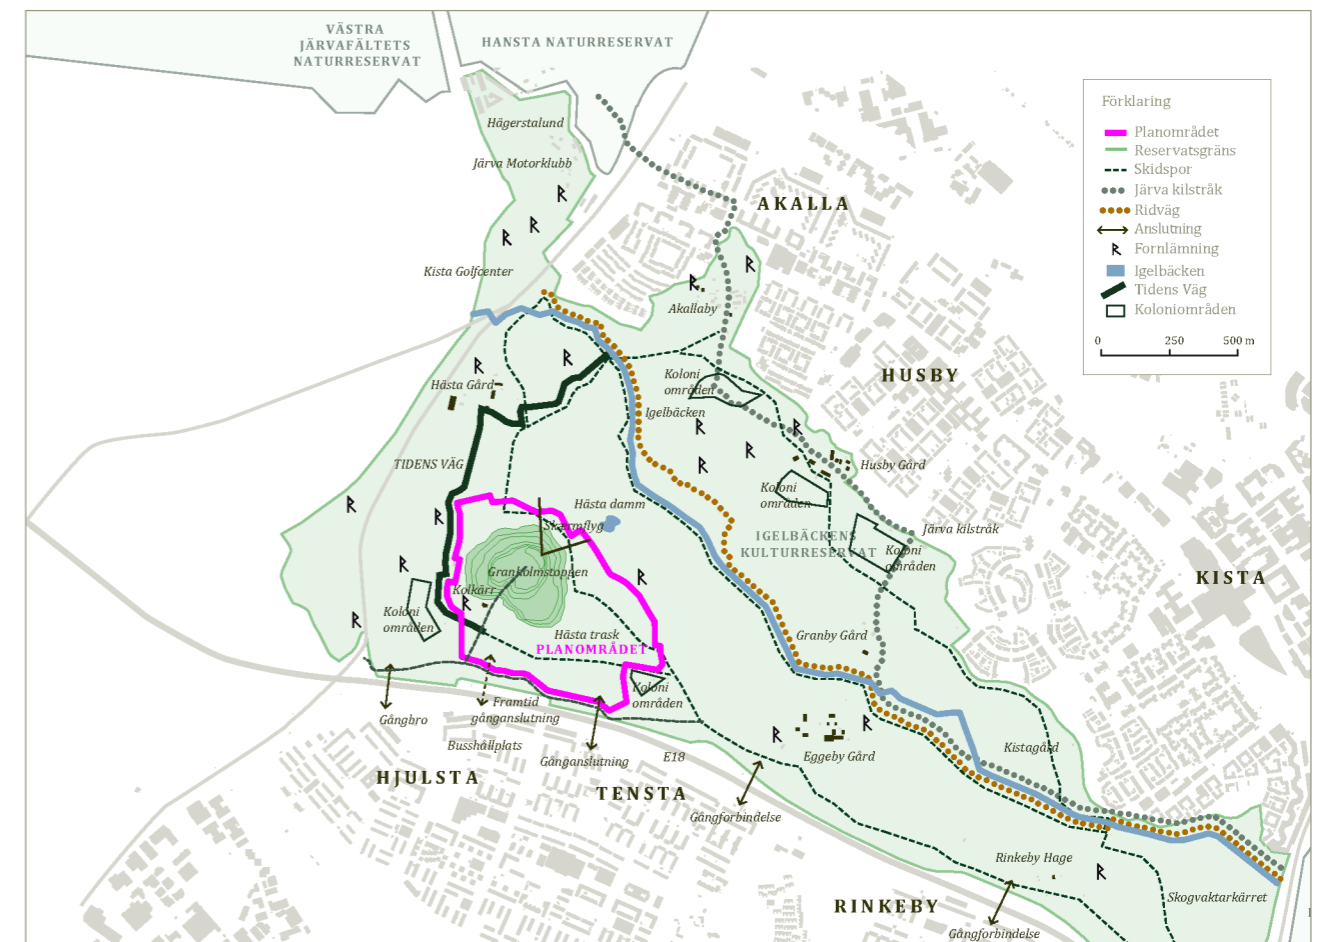 VÄSTRA
JÄRVAFÄLTETS
NATURRESERVAT
HANSTA NATURRESERVAT
Förklaring
Planområdet
Reservatsgräns
Skidspor
Järva kilstråk
Ridväg
Anslutning
Fornlämning
Igelbäcken
Tidens Väg
Koloniområden
0
250
500 m
Hägerstalund
Järva Motorklubb
AKALLA
Kista Golfcenter
Akallaby
HUSBY
Koloni
områden
Hästa Gård
Igelbäcken
TIDENS VÄG
Husby Gård
Koloni
områden
Hästa damm
Skærmflyg
Järva kilstråk
IGELBÄCKENS
KULTURRESERVAT
Koloni
områden
Granholmstoppen
KISTA
Kolkärr
Koloni
områden
Hästa trask
PLANOMRÅDET
Granby Gård
Koloni
områden
Framtid
gånganslutning
Gångbro
Busshållplats
Gånganslutning
E18
Eggeby Gård
Kistagård
HJULSTA
TENSTA
Gångforbindelse
Rinkeby Hage
Skogvaktarkärret
RINKEBY
Gångforbindelse